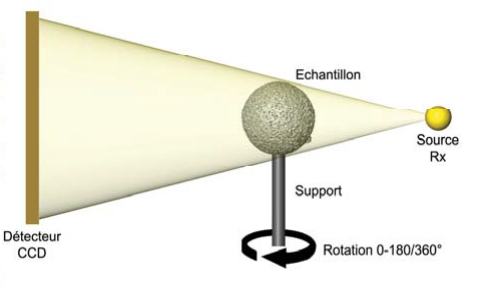 Echantillon
Source
Rx
Support
Détecteur
CCD
Rotation 0-180/360°